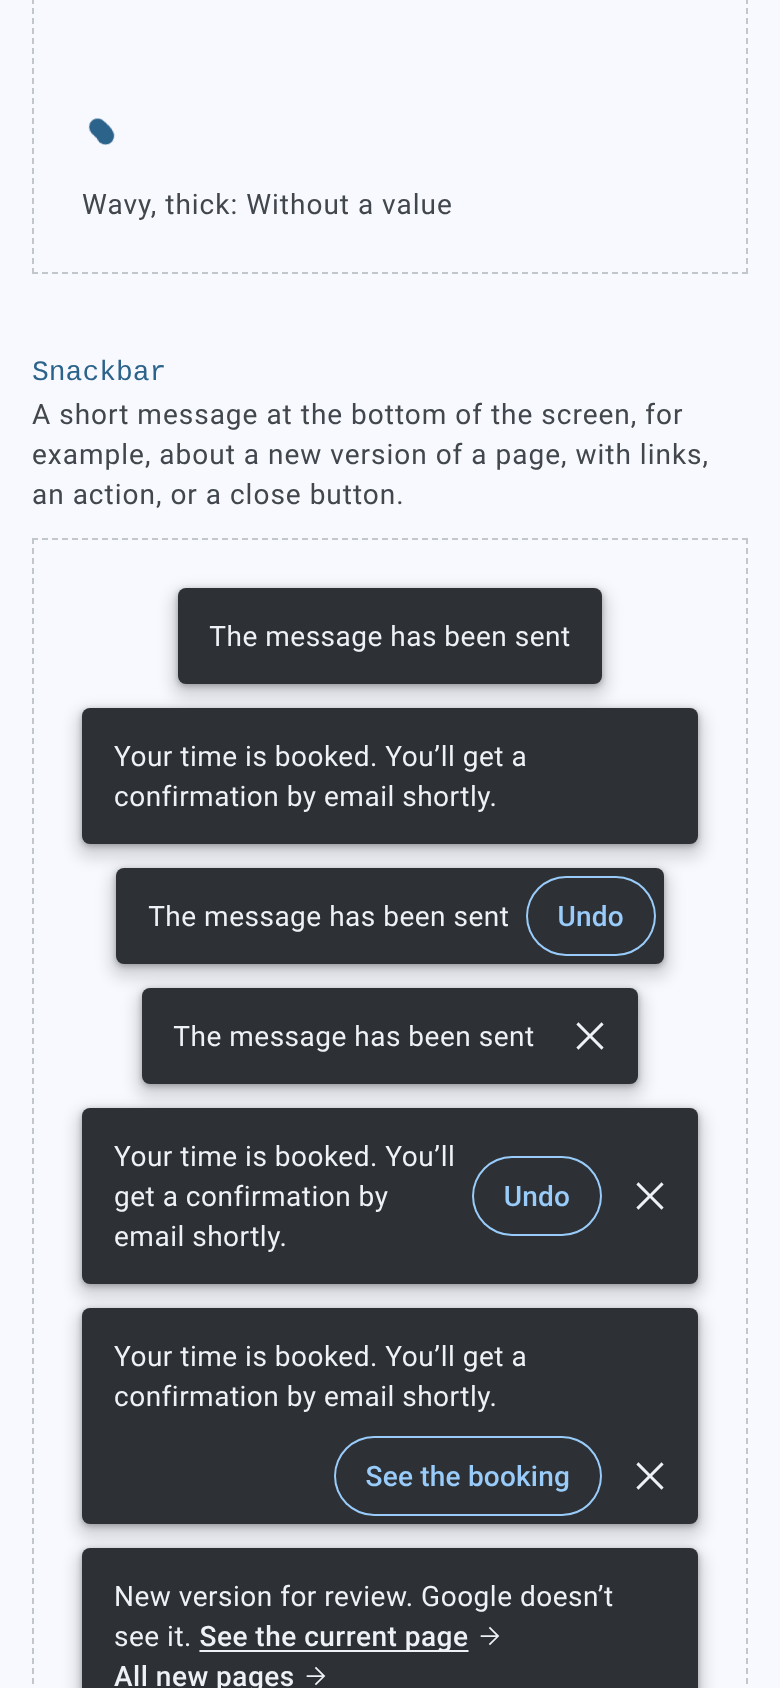 Wavy, thick: Without a value
Snackbar
A short message at the bottom of the screen, for
example, about a new version of a page, with links,
an action, or a close button.
The message has been sent
Your time is booked. You’ll get a
confirmation by email shortly.
The message has been sent Undo
The message has been sent
Your time is booked. You’ll
get a confirmation by
email shortly.
Undo
Your time is booked. You’ll get a
confirmation by email shortly.
See the booking
New version for review. Google doesn’t
see it. See the current page →
All new pages →